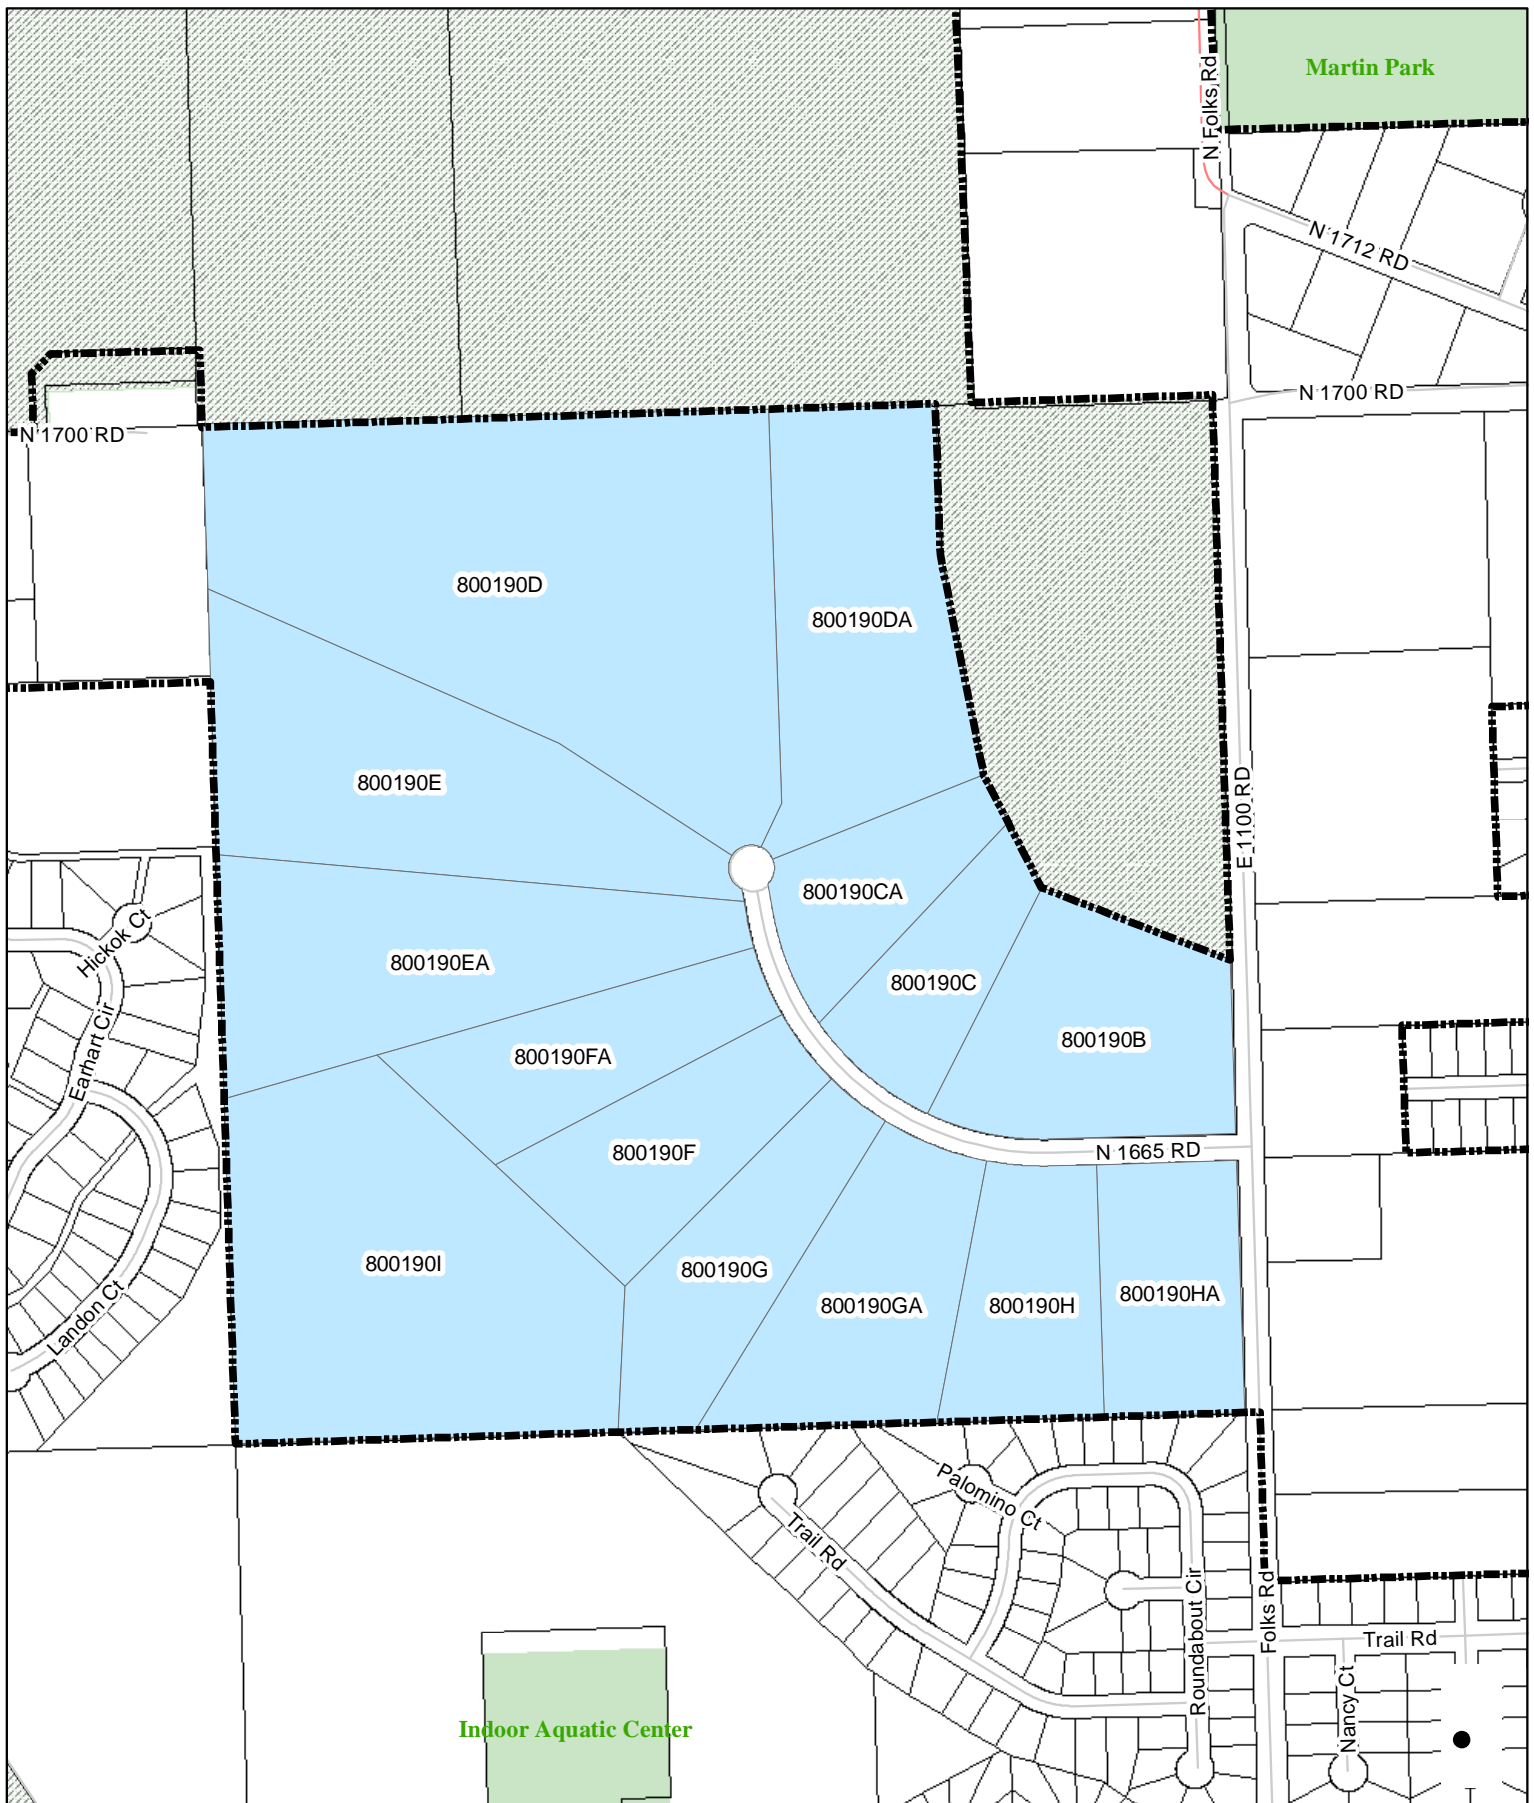 Martin Park
N Folks Rd
N 1712 RD
N 1700 RD
N 1700 RD
800190D
800190DA
800190E
E 1100 RD
800190CA
Hickok Ct
800190EA
800190C
800190B
Earhart Cir
800190FA
800190F
N 1665 RD
800190I
800190G
800190GA
800190H
800190HA
Landon Ct
Palomino Ct
Trail Rd
Roundabout Cir
Folks Rd
Trail Rd
Nancy Ct
Indoor Aquatic Center